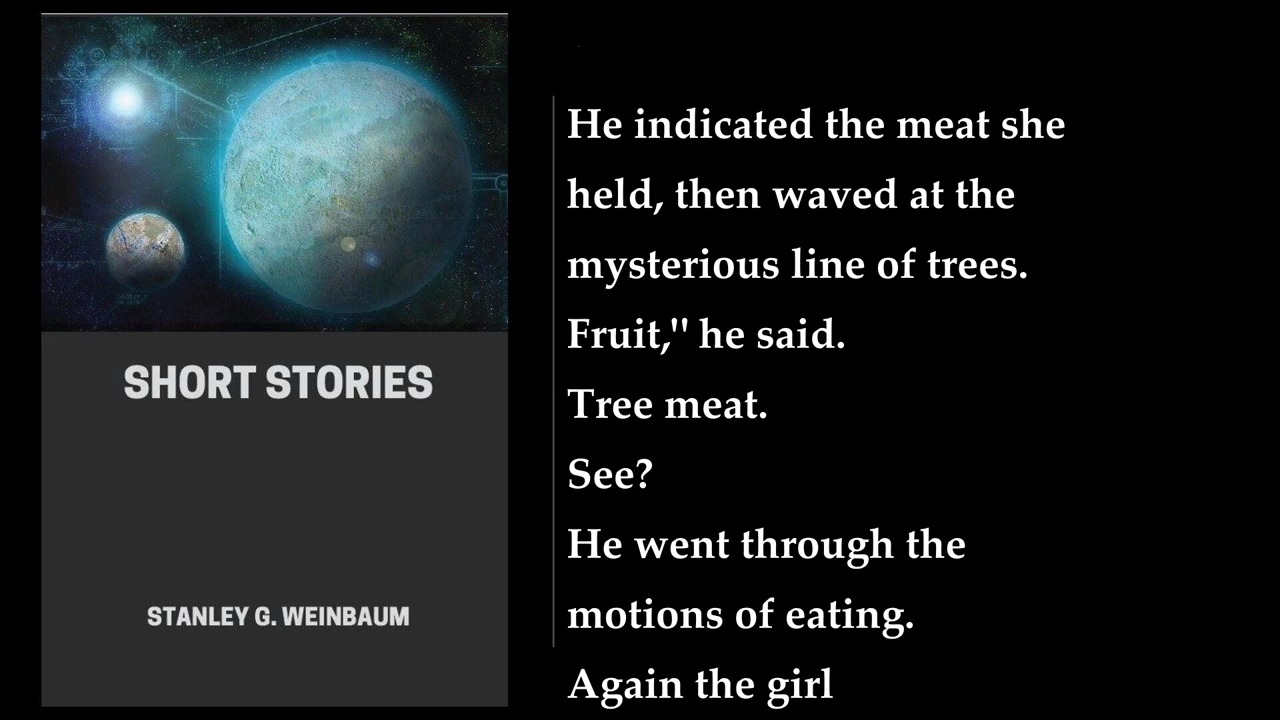 SHORT STORIES
STANLEY G. WEINBAUM
He indicated the meat she
held, then waved at the
mysterious line of trees.
Fruit," he said.
Tree meat.
See?
He went through the
motions of eating.
Again the girl